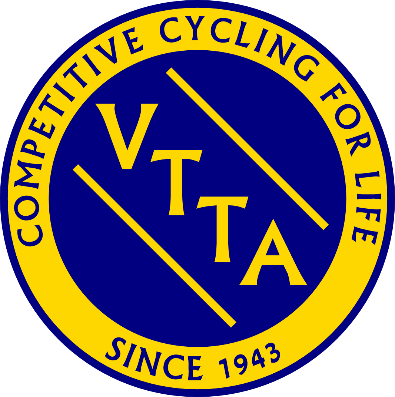 COMPETITIVE CYCLING FOR LIFE
VTTA
SINCE 1943